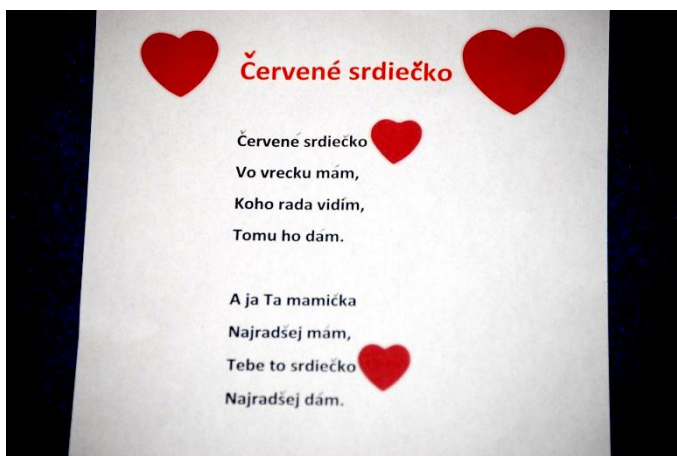 Červené srdiečko
Červené srdiečko
Vo vrecku mám,
Koho rada vidím,
Tomu ho dám.
A ja Ta mamička
Najradšej mám,
Tebe to srdiečko
Najradšej dám.